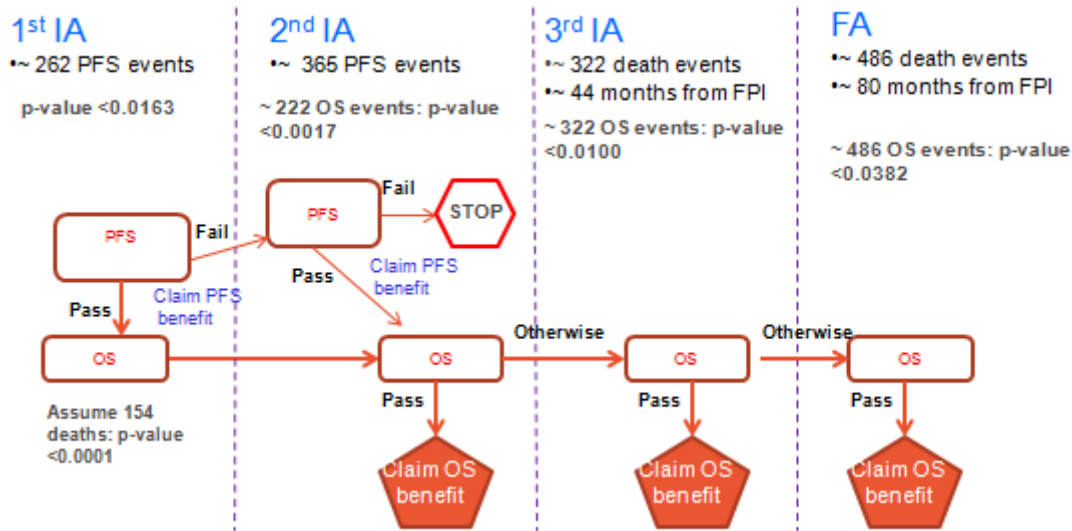 1st IA
•~ 262 PFS events
p-value <0.0163
2nd IA
•~ 365 PFS events
~ 222 OS events: p-value
<0.0017
3rd IA
•~ 322 death events
•~ 44 months from FPI
~ 322 OS events: p-value
<0.0100
FA
•~ 486 death events
•~ 80 months from FPI
~ 486 OS events: p-value
<0.0382
PFS
Fail
PFS
Fail
STOP
Pass
Claim PFS
benefit
Pass
Claim PFS
benefit
OS
OS
Otherwise
OS
Otherwise
OS
Assume 154
deaths: p-value
<0.0001
Pass
Claim OS
benefit
Pass
Claim OS
benefit
Pass
Claim OS
benefit